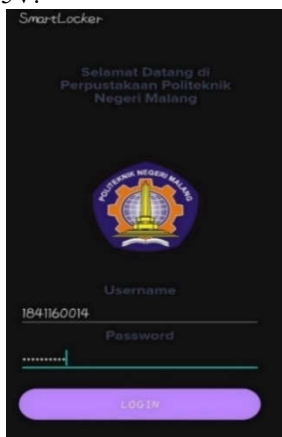 SmartLocker
Selamat Datang di
Perpustakaan Politeknik
Negeri Malang
POLITEKNIK NEGERI MALANG
Username
1841160014
Password
••••••••••
LOGIN